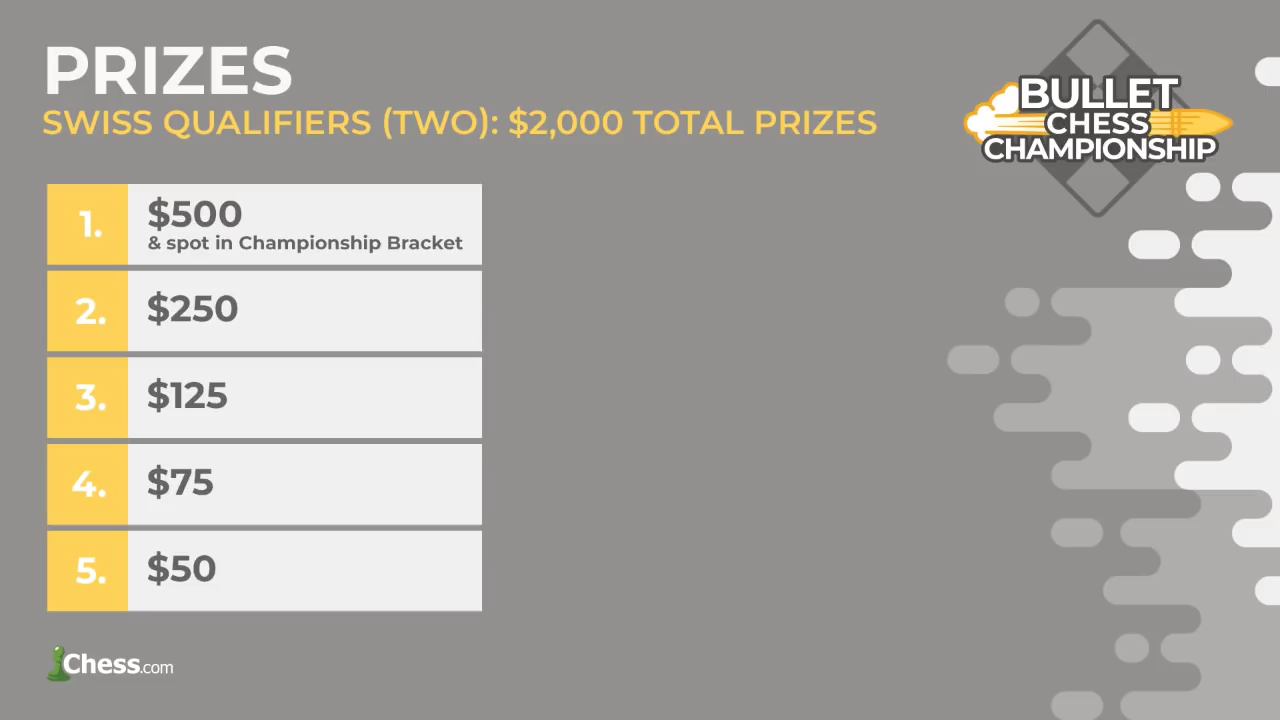 PRIZES
SWISS QUALIFIERS (TWO): $2,000 TOTAL PRIZES
BULLET
CHESS
CHAMPIONSHIP
1.
$500
& spot in Championship Bracket
2.
$250
3.
$125
4.
$75
5.
$50
Chess.com